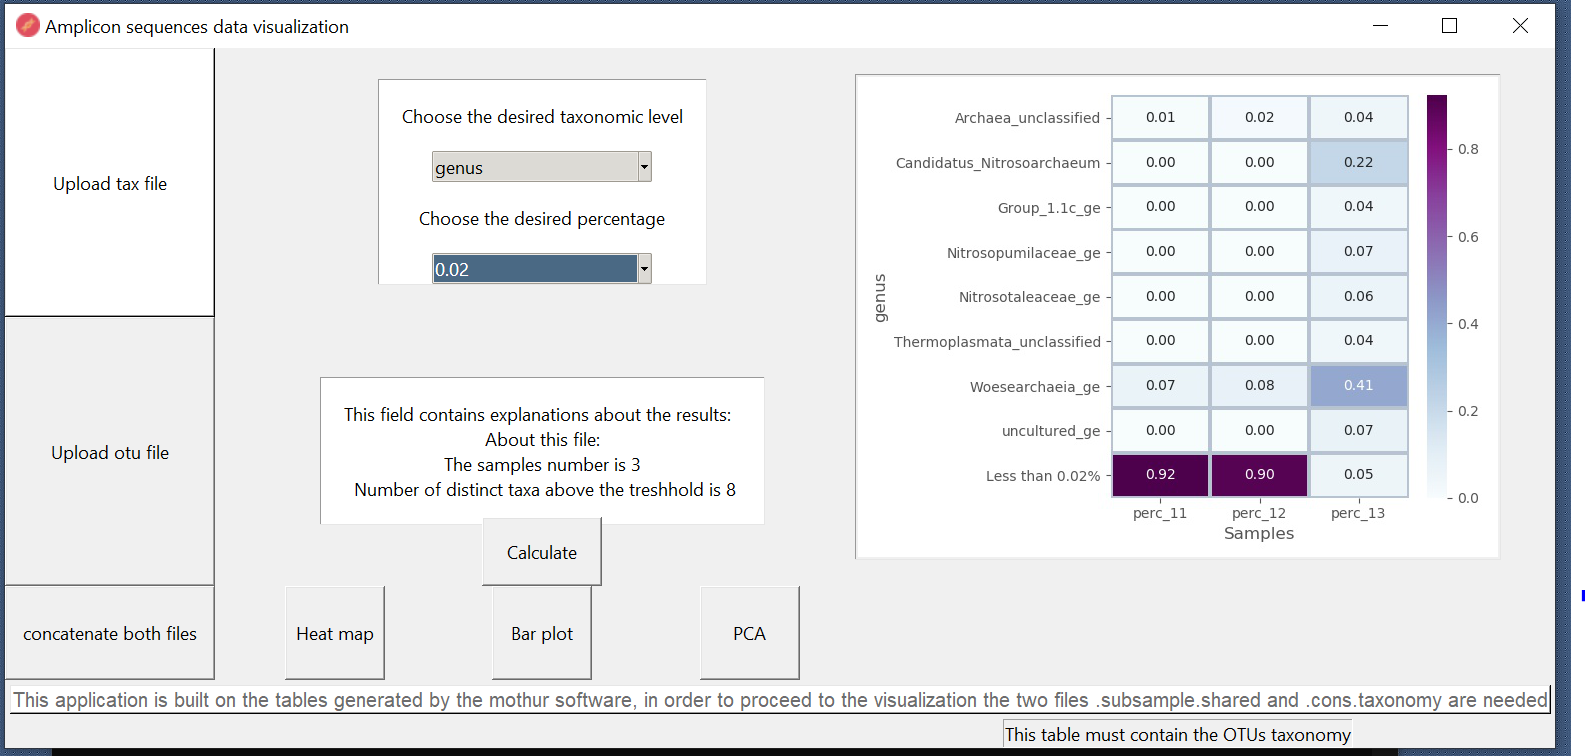 Amplicon sequences data visualization
Upload tax file
Upload otu file
concatenate both files
Choose the desired taxonomic level
genus
Choose the desired percentage
0.02
This field contains explanations about the results:
About this file:
The samples number is 3
Number of distinct taxa above the treshhold is 8
Calculate
Heat map
Bar plot
PCA
genus
Archaea_unclassified 0.01 0.02 0.04
Candidatus_Nitrosoarchaeum 0.00 0.00 0.22
Group_1.1c_ge 0.00 0.00 0.04
Nitrosopumilaceae_ge 0.00 0.00 0.07
Nitrosotaleaceae_ge 0.00 0.00 0.06
Thermoplasmata_unclassified 0.00 0.00 0.04
Woesearchaeia_ge 0.07 0.08 0.41
uncultured_ge 0.00 0.00 0.07
Less than 0.02% 0.92 0.90 0.05
perc_11 perc_12 perc_13
Samples
0.8
0.6
0.4
0.2
0.0
This application is built on the tables generated by the mothur software, in order to proceed to the visualization the two files .subsample.shared and .cons.taxonomy are needed
This table must contain the OTUs taxonomy